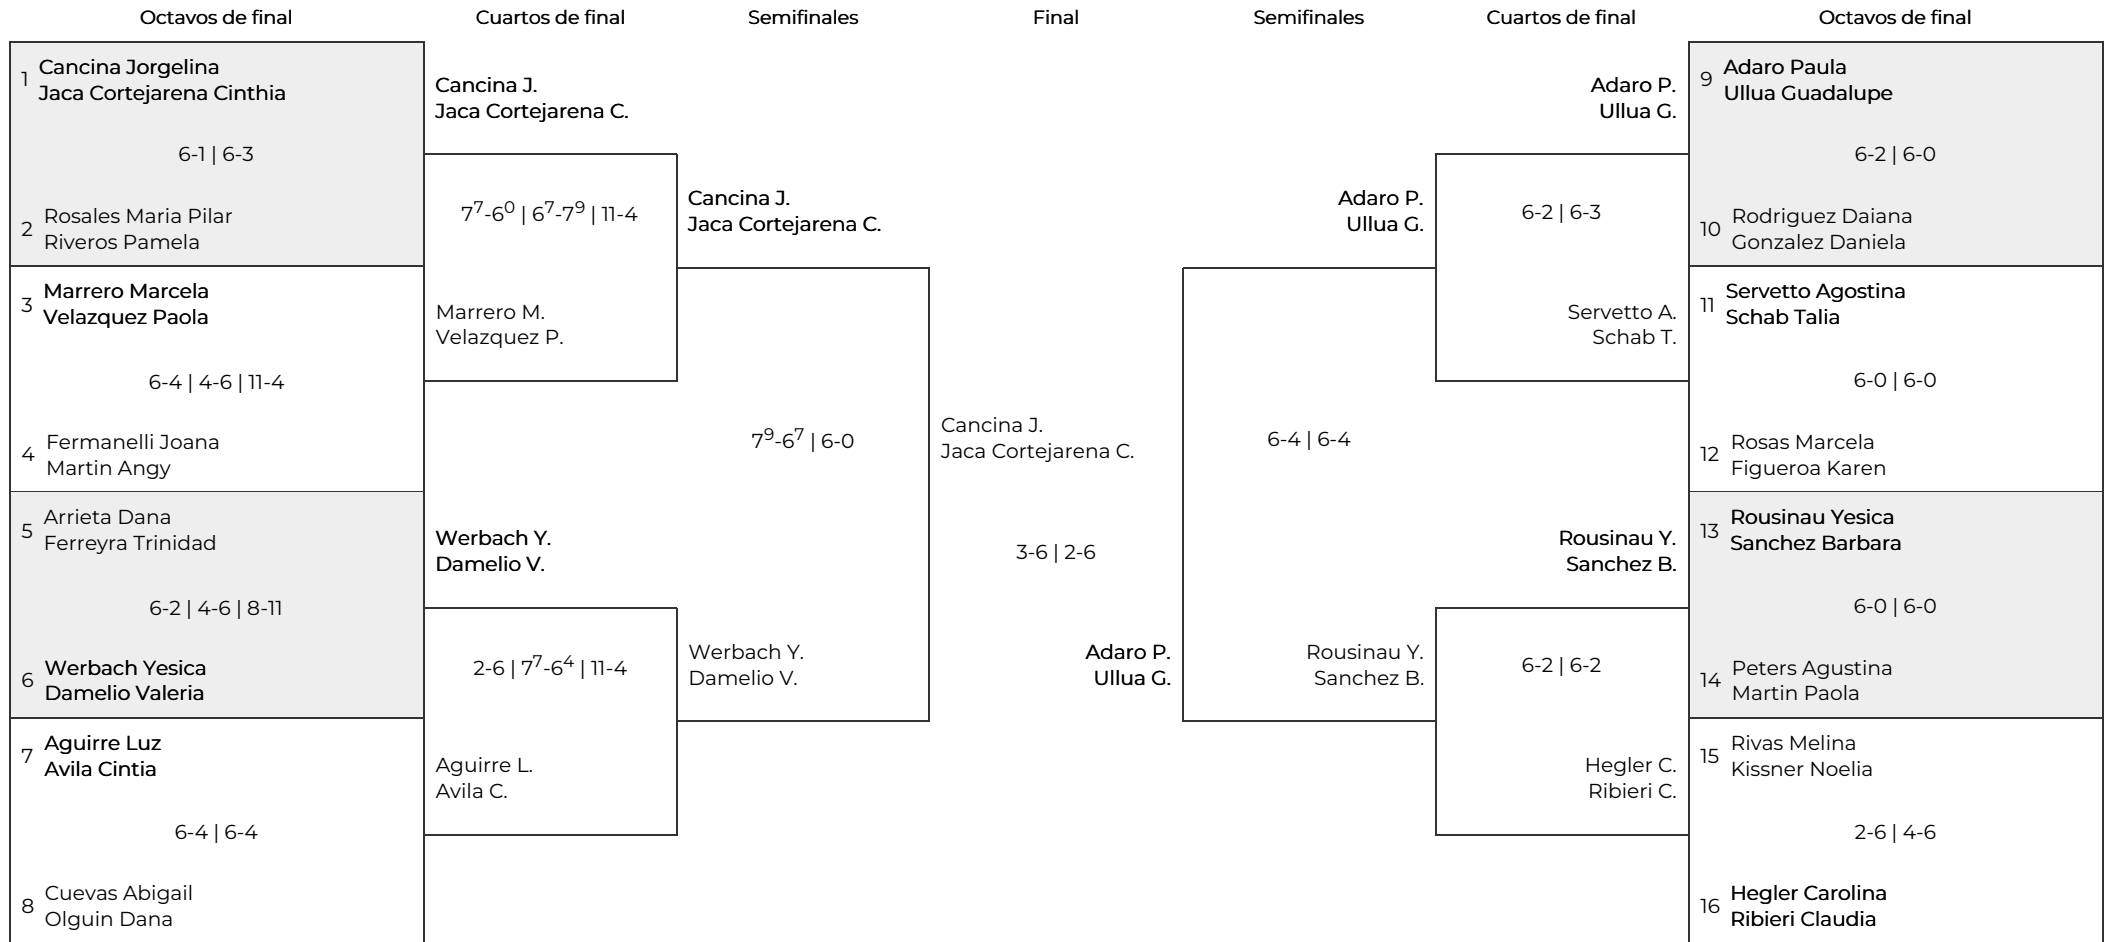 Octavos de final
Cuartos de final
Semifinales
Final
Semifinales
Cuartos de final
Octavos de final
1
Cancina Jorgelina
Jaca Cortejarena Cinthia
6-1 | 6-3
2
Rosales Maria Pilar
Riveros Pamela
3
Marrero Marcela
Velazquez Paola
6-4 | 4-6 | 11-4
4
Fermanelli Joana
Martin Angy
5
Arrieta Dana
Ferreyra Trinidad
6-2 | 4-6 | 8-11
6
Werbach Yesica
Damelio Valeria
7
Aguirre Luz
Avila Cintia
6-4 | 6-4
8
Cuevas Abigail
Olguin Dana
Cancina J.
Jaca Cortejarena C.
7⁷-6⁰ | 6⁷-7⁹ | 11-4
Marrero M.
Velazquez P.
Werbach Y.
Damelio V.
2-6 | 7⁷-6⁴ | 11-4
Aguirre L.
Avila C.
Cancina J.
Jaca Cortejarena C.
7⁹-6⁷ | 6-0
Werbach Y.
Damelio V.
Cancina J.
Jaca Cortejarena C.
3-6 | 2-6
Adaro P.
Ullua G.
Adaro P.
Ullua G.
6-4 | 6-4
Rousinau Y.
Sanchez B.
Adaro P.
Ullua G.
6-2 | 6-3
Servetto A.
Schab T.
Rousinau Y.
Sanchez B.
6-2 | 6-2
Hegler C.
Ribieri C.
9
Adaro Paula
Ullua Guadalupe
6-2 | 6-0
10
Rodriguez Daiana
Gonzalez Daniela
11
Servetto Agostina
Schab Talia
6-0 | 6-0
12
Rosas Marcela
Figueroa Karen
13
Rousinau Yesica
Sanchez Barbara
6-0 | 6-0
14
Peters Agustina
Martin Paola
15
Rivas Melina
Kissner Noelia
2-6 | 4-6
16
Hegler Carolina
Ribieri Claudia